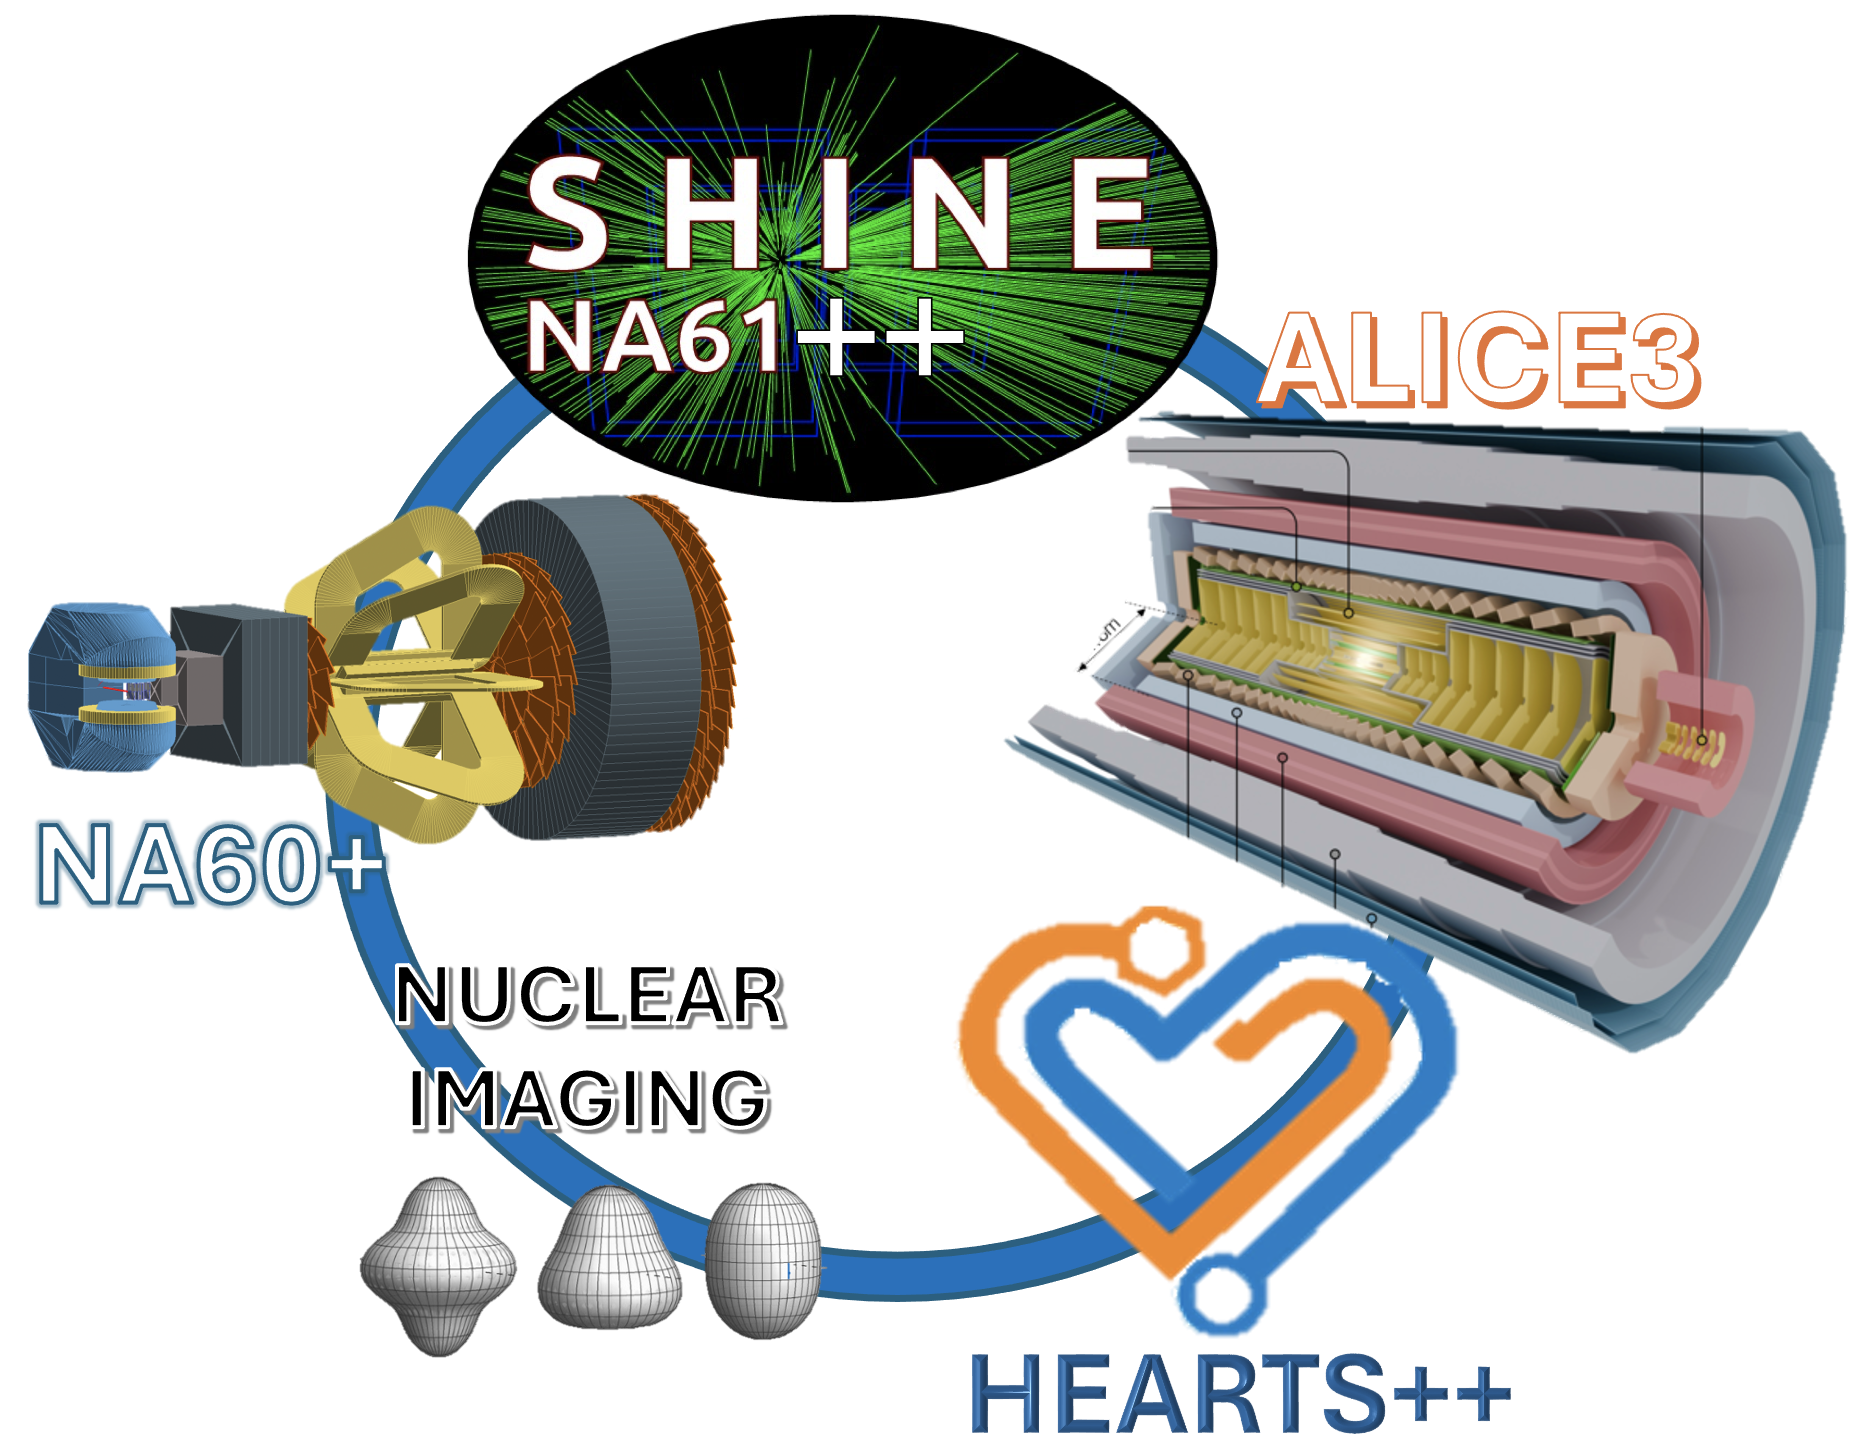 SHINE
NA61++
ALICE3
NA60+
NUCLEAR
IMAGING
HEARTS++